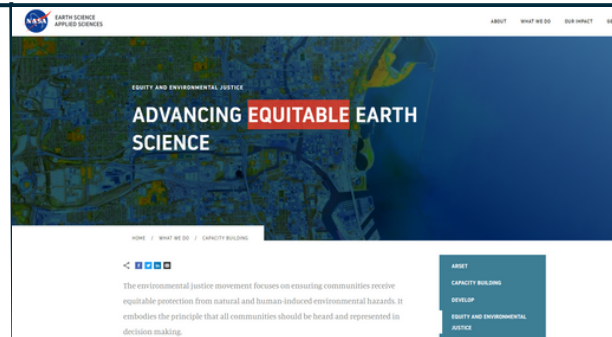 NASA
EARTH SCIENCE
APPLIED SCIENCES
ABOUT WHAT WE DO OUR IMPACT GE
EQUITY AND ENVIRONMENTAL JUSTICE
ADVANCING EQUITABLE EARTH
SCIENCE
HOME / WHAT WE DO / CAPACITY BUILDING
The environmental justice movement focuses on ensuring communities receive
equitable protection from natural and human-induced environmental hazards. It
embodies the principle that all communities should be heard and represented in
decision making.
ARSET
CAPACITY BUILDING
DEVELOP
EQUITY AND ENVIRONMENTAL
JUSTICE